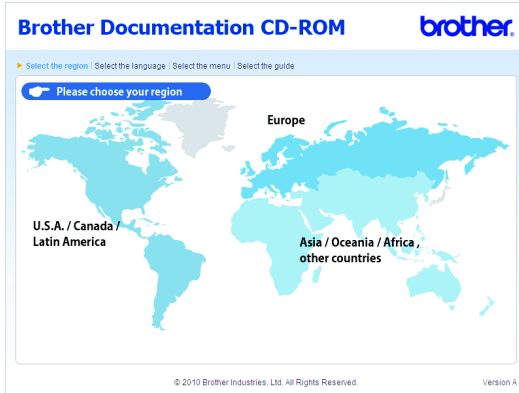 Brother Documentation CD-ROM
brother.
Select the region | Select the language | Select the menu | Select the guide
Please choose your region
Europe
U.S.A. / Canada /
Latin America
Asia / Oceania / Africa ,
other countries
© 2010 Brother Industries, Ltd. All Rights Reserved.
Version A